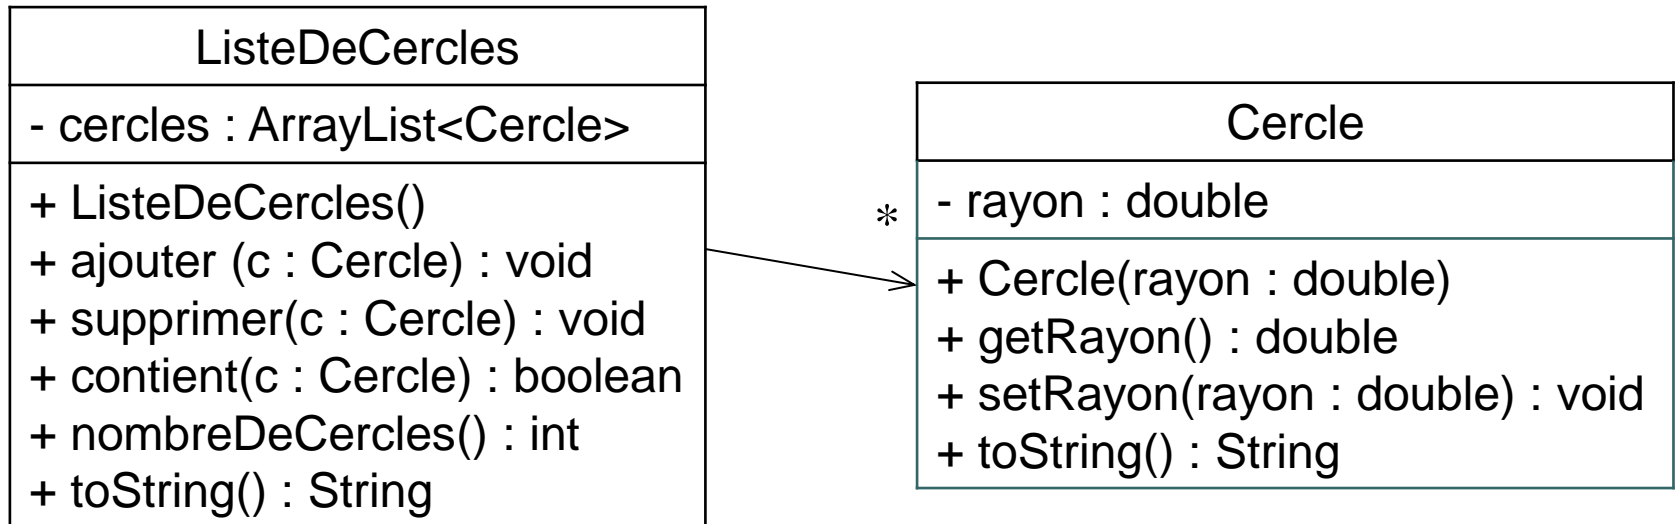 ListeDeCercles
- cercles : ArrayList<Cercle>
+ ListeDeCercles()
+ ajouter (c : Cercle) : void
+ supprimer(c : Cercle) : void
+ contient(c : Cercle) : boolean
+ nombreDeCercles() : int
+ toString() : String
*
Cercle
- rayon : double
+ Cercle(rayon : double)
+ getRayon() : double
+ setRayon(rayon : double) : void
+ toString() : String